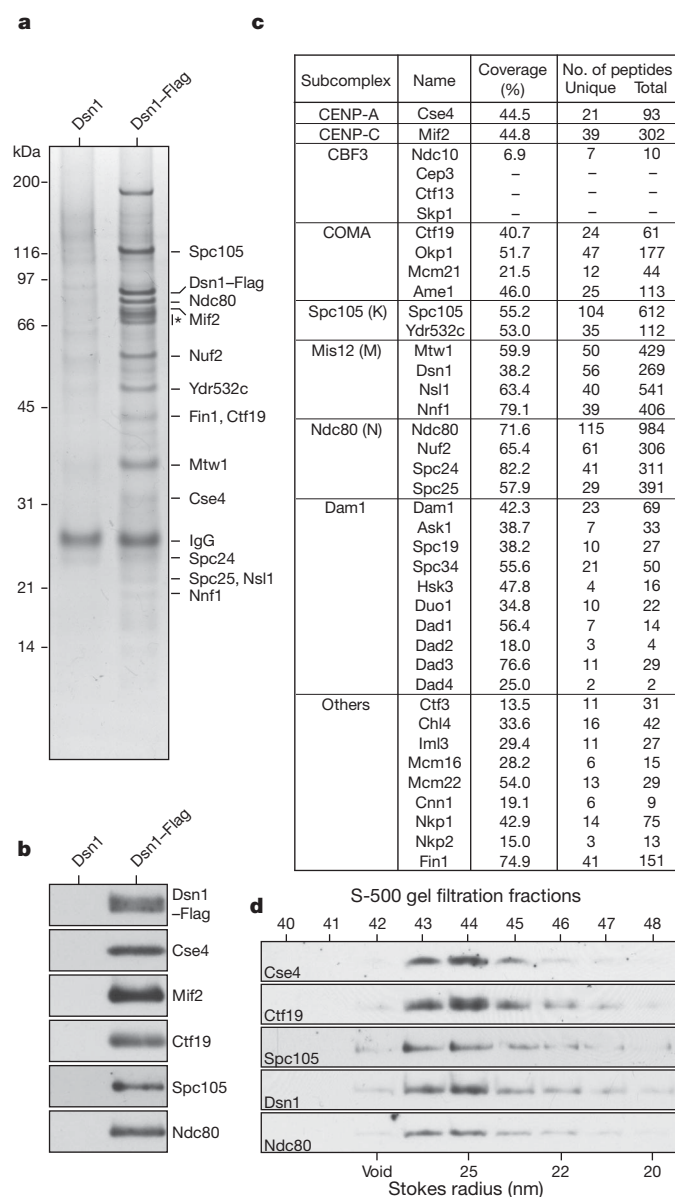 a
Dsn1
Dsn1–Flag
kDa
200
116
97
66
45
31
21
14
Spc105
Dsn1–Flag
Ndc80
* Mif2
Nuf2
Ydr532c
Fin1, Ctf19
Mtw1
Cse4
IgG
Spc24
Spc25, Nsl1
Nnf1
b
Dsn1
Dsn1–Flag
Dsn1
–Flag
Cse4
Mif2
Ctf19
Spc105
Ndc80
c
Subcomplex Name Coverage (%) No. of peptides Unique Total
CENP-A Cse4 44.5 21 93
CENP-C Mif2 44.8 39 302
CBF3 Ndc10 6.9 7 10
Cep3 – – –
Ctf13 – – –
Skp1 – – –
COMA Ctf19 40.7 24 61
Okp1 51.7 47 177
Mcm21 21.5 12 44
Ame1 46.0 25 113
Spc105 (K) Spc105 55.2 104 612
Ydr532c 53.0 35 112
Mis12 (M) Mtw1 59.9 50 429
Dsn1 38.2 56 269
Nsl1 63.4 40 541
Nnf1 79.1 39 406
Ndc80 (N) Ndc80 71.6 115 984
Nuf2 65.4 61 306
Spc24 82.2 41 311
Spc25 57.9 29 391
Dam1 Dam1 42.3 23 69
Ask1 38.7 7 33
Spc19 38.2 10 27
Spc34 55.6 21 50
Hsk3 47.8 4 16
Duo1 34.8 10 22
Dad1 56.4 7 14
Dad2 18.0 3 4
Dad3 76.6 11 29
Dad4 25.0 2 2
Others Ctf3 13.5 11 31
Chl4 33.6 16 42
Iml3 29.4 11 27
Mcm16 28.2 6 15
Mcm22 54.0 13 29
Cnn1 19.1 6 9
Nkp1 42.9 14 75
Nkp2 15.0 3 13
Fin1 74.9 41 151
d
S-500 gel filtration fractions
40 41 42 43 44 45 46 47 48
Cse4
Ctf19
Spc105
Dsn1
Ndc80
Void 25 22 20
Stokes radius (nm)